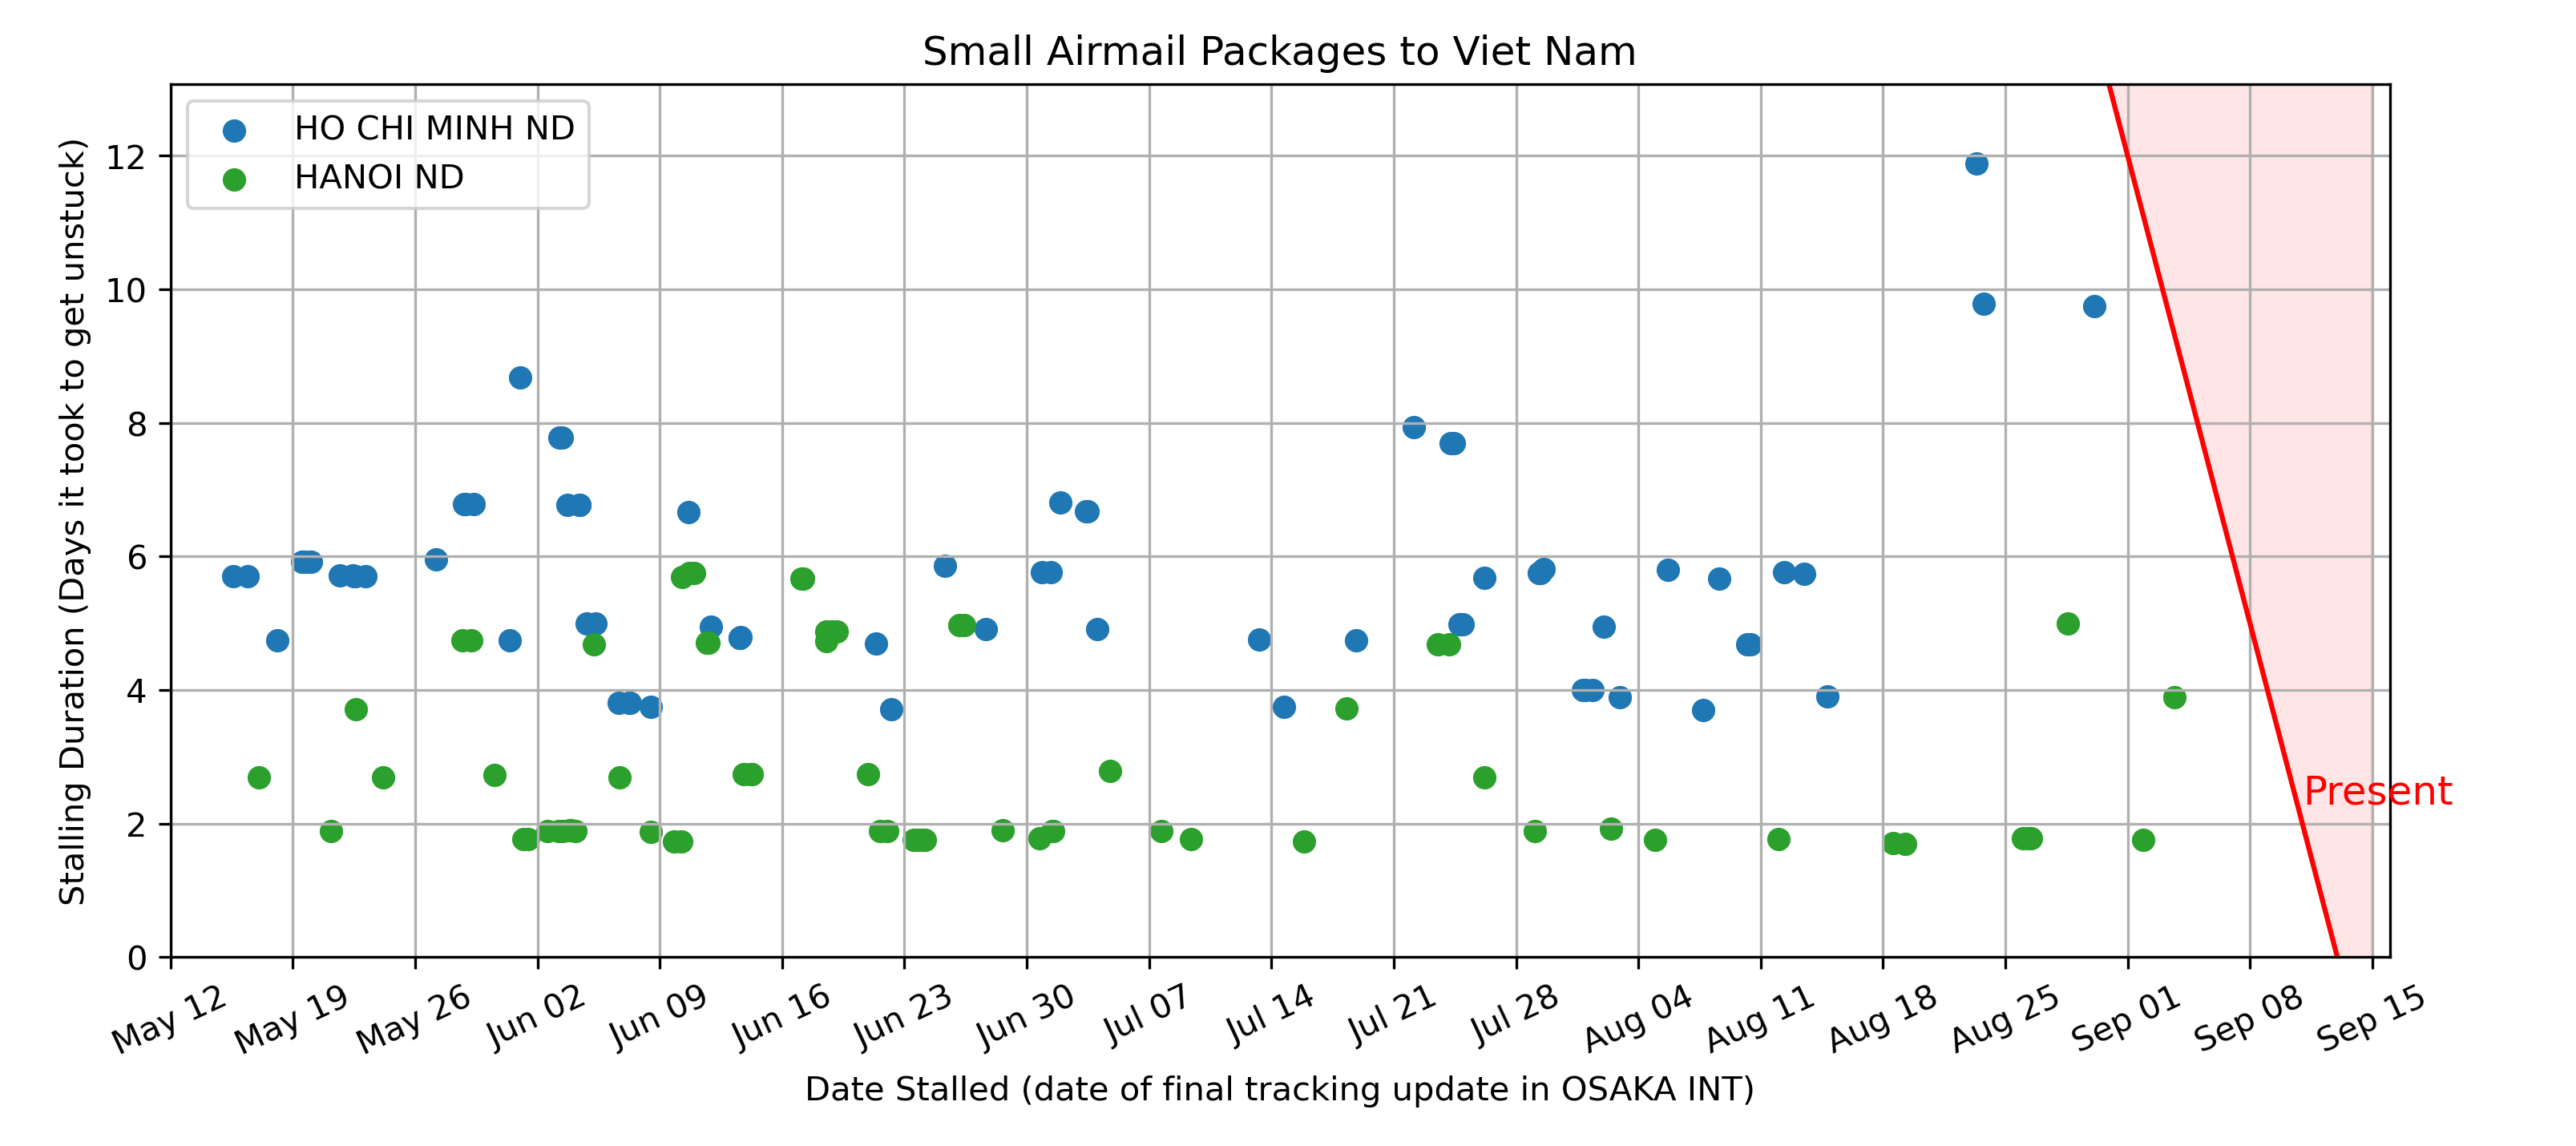 Small Airmail Packages to Viet Nam
HO CHI MINH ND
HANOI ND
Stalling Duration (Days it took to get unstuck)
12
10
8
6
4
2
0
Present
May 12
May 19
May 26
Jun 02
Jun 09
Jun 16
Jun 23
Jun 30
Jul 07
Jul 14
Jul 21
Jul 28
Aug 04
Aug 11
Aug 18
Aug 25
Sep 01
Sep 08
Sep 15
Date Stalled (date of final tracking update in OSAKA INT)